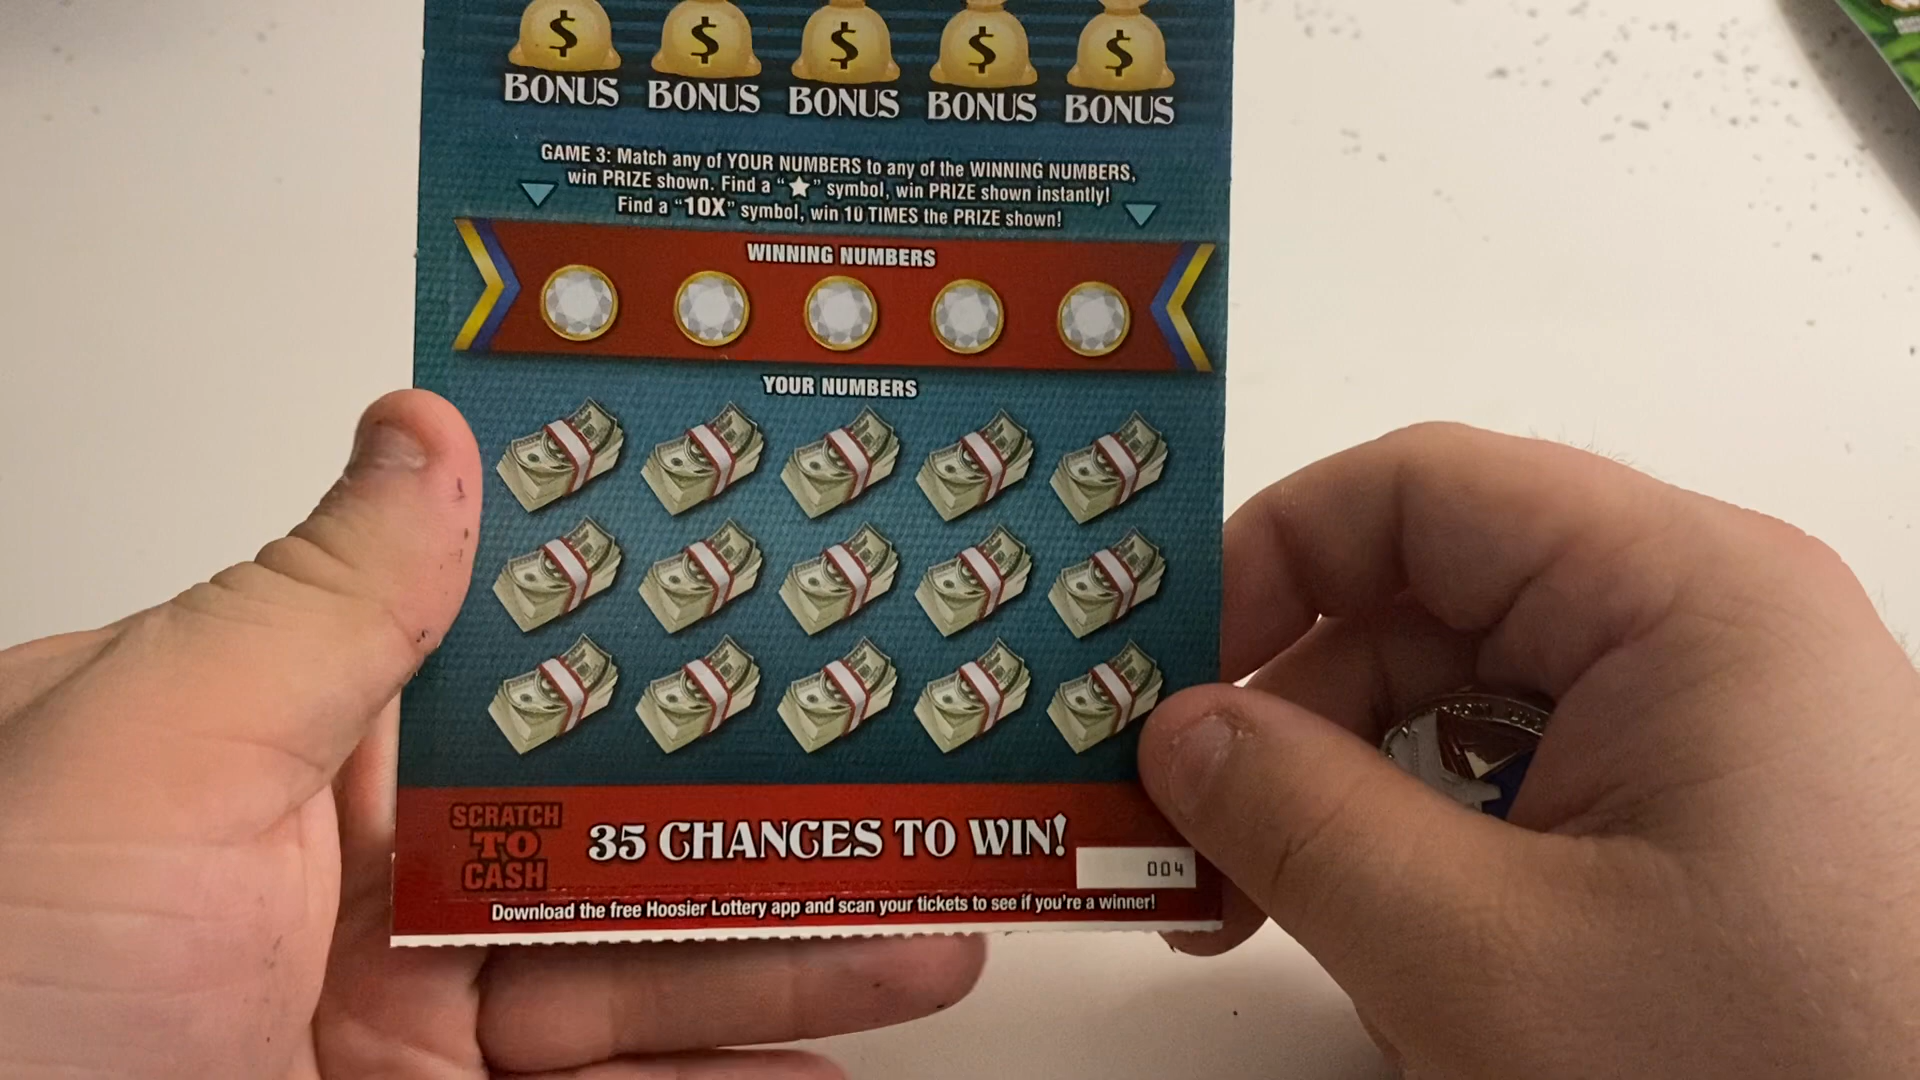 $ $ $ $ $
BONUS BONUS BONUS BONUS BONUS
GAME 3: Match any of YOUR NUMBERS to any of the WINNING NUMBERS,
win PRIZE shown. Find a "★" symbol, win PRIZE shown instantly!
Find a "10X" symbol, win 10 TIMES the PRIZE shown!
WINNING NUMBERS
YOUR NUMBERS
SCRATCH
TO
CASH
35 CHANCES TO WIN!
004
Download the free Hoosier Lottery app and scan your tickets to see if you're a winner!